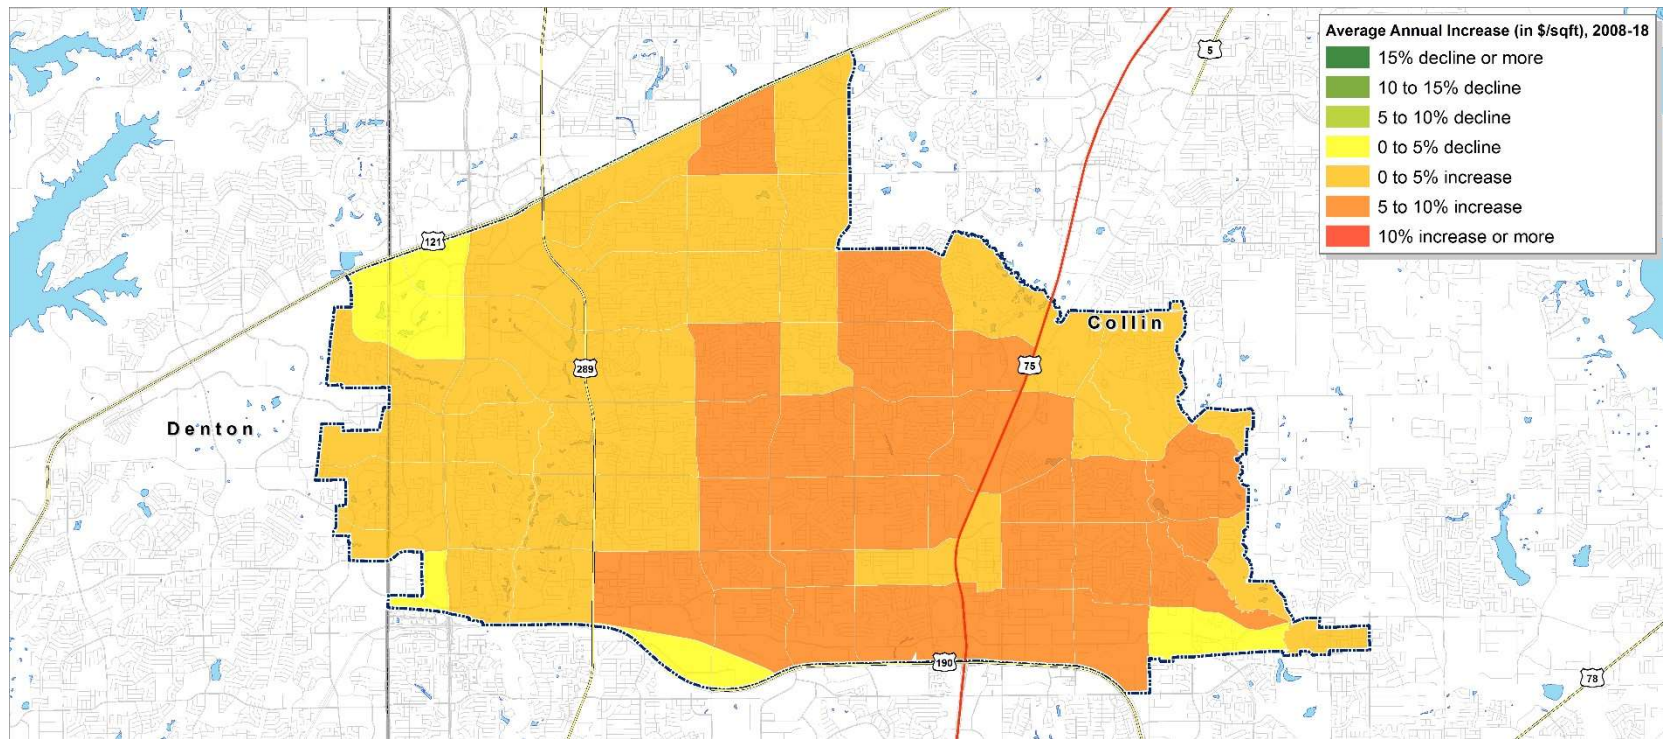 Average Annual Increase (in $/sqft), 2008-18
15% decline or more
10 to 15% decline
5 to 10% decline
0 to 5% decline
0 to 5% increase
5 to 10% increase
10% increase or more
5
121
Collin
75
289
Denton
190
78